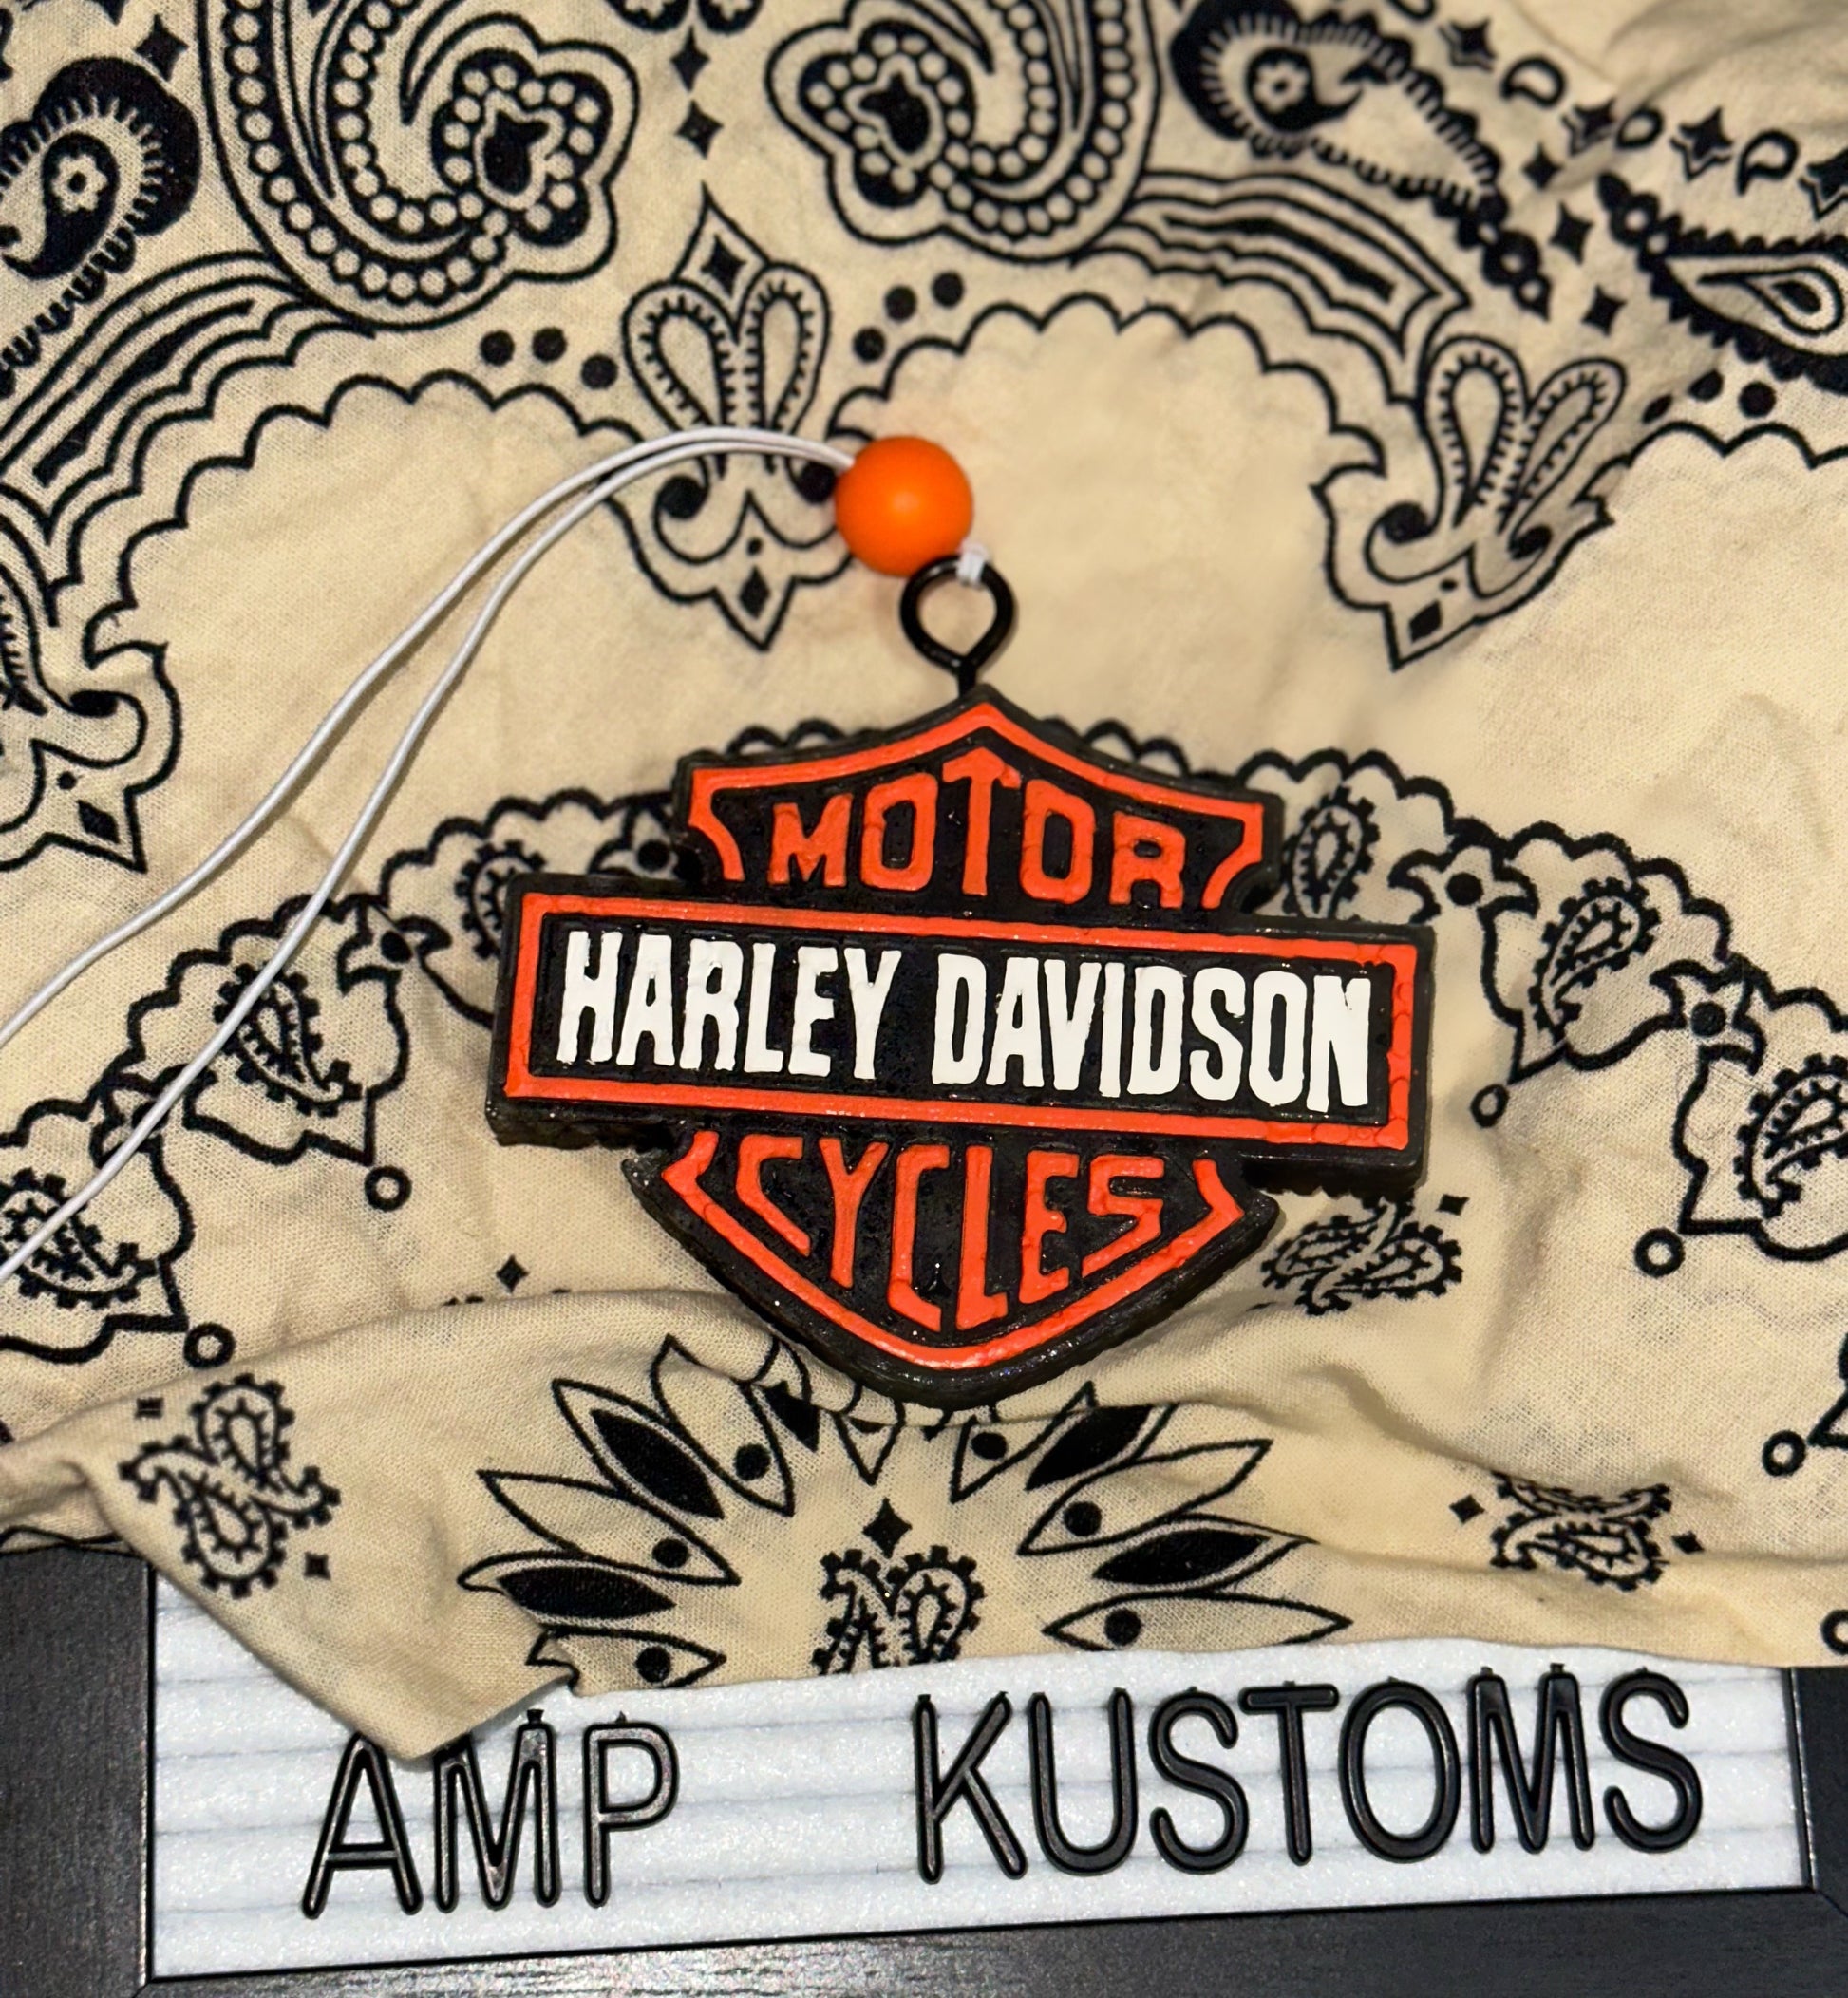 MOTOR
HARLEY DAVIDSON
CYCLES
AMP KUSTOMS